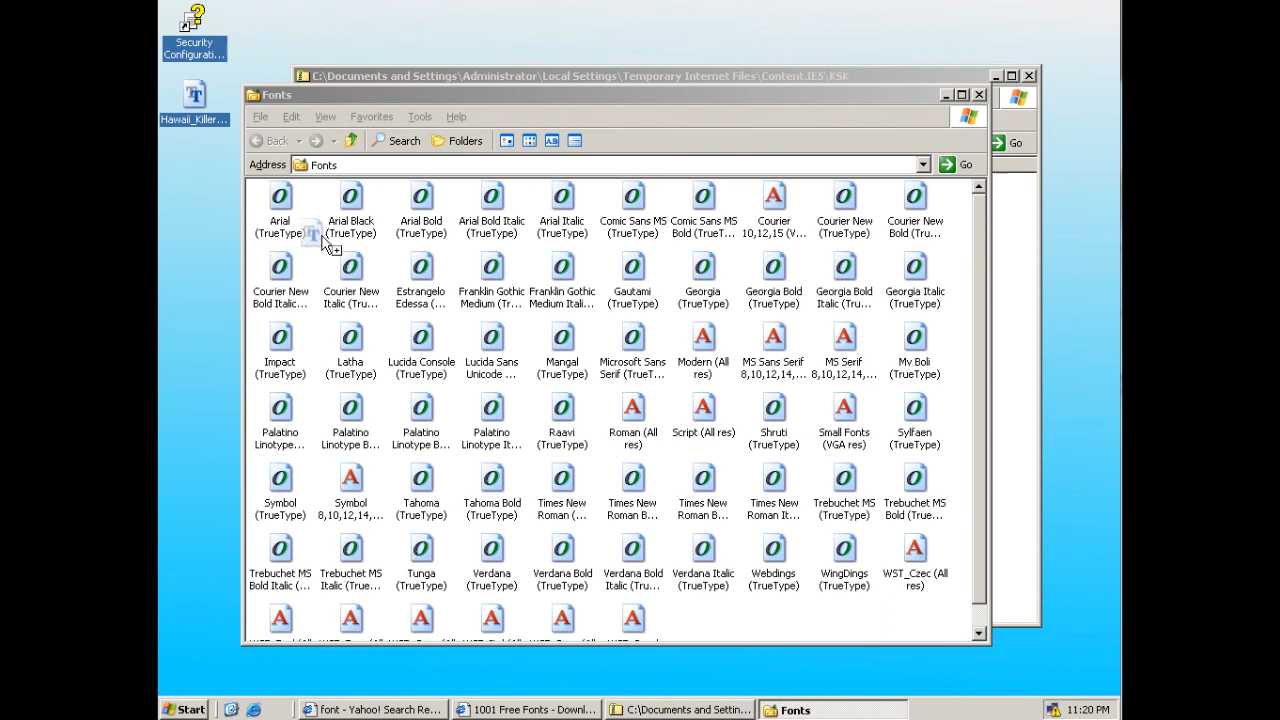 Security
Configurati...
Hawaii_Killer...
C:\Documents and Settings\Administrator\Local Settings\Temporary Internet Files\Content.IE5\KSK
Fonts
File Edit View Favorites Tools Help
Back Search Folders
Address Fonts Go
Go
Arial
(TrueType)
Arial Black
(TrueType)
Arial Bold
(TrueType)
Arial Bold Italic
(TrueType)
Arial Italic
(TrueType)
Comic Sans MS
(TrueType)
Comic Sans MS
Bold (TrueT...
Courier
10,12,15 (V...
Courier New
(TrueType)
Courier New
Bold (Tru...
Courier New
Bold Italic...
Courier New
Italic (Tru...
Estrangelo
Edessa (...
Franklin Gothic
Medium (Tr...
Franklin Gothic
Medium Itali...
Gautami
(TrueType)
Georgia
(TrueType)
Georgia Bold
(TrueType)
Georgia Bold
Italic (Tru...
Georgia Italic
(TrueType)
Impact
(TrueType)
Latha
(TrueType)
Lucida Console
(TrueType)
Lucida Sans
Unicode ...
Mangal
(TrueType)
Microsoft Sans
Serif (TrueT...
Modern (All
res)
MS Sans Serif
8,10,12,14,...
MS Serif
8,10,12,14,...
Mv Boli
(TrueType)
Palatino
Linotype...
Palatino
Linotype B...
Palatino
Linotype B...
Palatino
Linotype It...
Raavi
(TrueType)
Roman (All
res)
Script (All res)
Shruti
(TrueType)
Small Fonts
(VGA res)
Sylfaen
(TrueType)
Symbol
(TrueType)
Symbol
8,10,12,14,...
Tahoma
(TrueType)
Tahoma Bold
(TrueType)
Times New
Roman (...
Times New
Roman B...
Times New
Roman B...
Times New
Roman It...
Trebuchet MS
(TrueType)
Trebuchet MS
Bold (True...
Trebuchet MS
Bold Italic (...
Trebuchet MS
Italic (True...
Tunga
(TrueType)
Verdana
(TrueType)
Verdana Bold
(TrueType)
Verdana Bold
Italic (Tru...
Verdana Italic
(TrueType)
Webdings
(TrueType)
WingDings
(TrueType)
WST_Czec (All
res)
Start font - Yahoo! Search Re... 1001 Free Fonts - Downl... C:\Documents and Settin... Fonts 11:20 PM